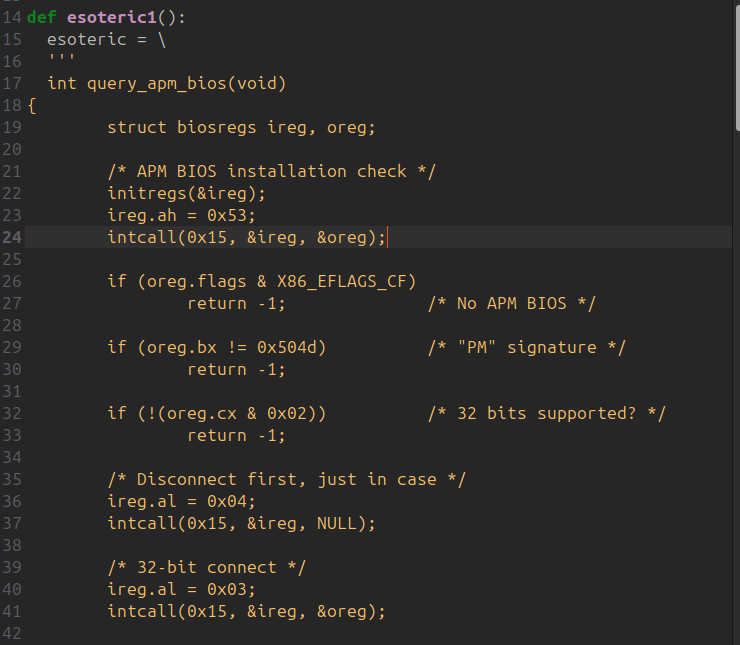 14 def esoteric1():
15   esoteric = \
16   '''
17   int query_apm_bios(void)
18 {
19         struct biosregs ireg, oreg;
20
21         /* APM BIOS installation check */
22         initregs(&ireg);
23         ireg.ah = 0x53;
24         intcall(0x15, &ireg, &oreg);
25
26         if (oreg.flags & X86_EFLAGS_CF)
27                 return -1;              /* No APM BIOS */
28
29         if (oreg.bx != 0x504d)          /* "PM" signature */
30                 return -1;
31
32         if (!(oreg.cx & 0x02))          /* 32 bits supported? */
33                 return -1;
34
35         /* Disconnect first, just in case */
36         ireg.al = 0x04;
37         intcall(0x15, &ireg, NULL);
38
39         /* 32-bit connect */
40         ireg.al = 0x03;
41         intcall(0x15, &ireg, &oreg);
42